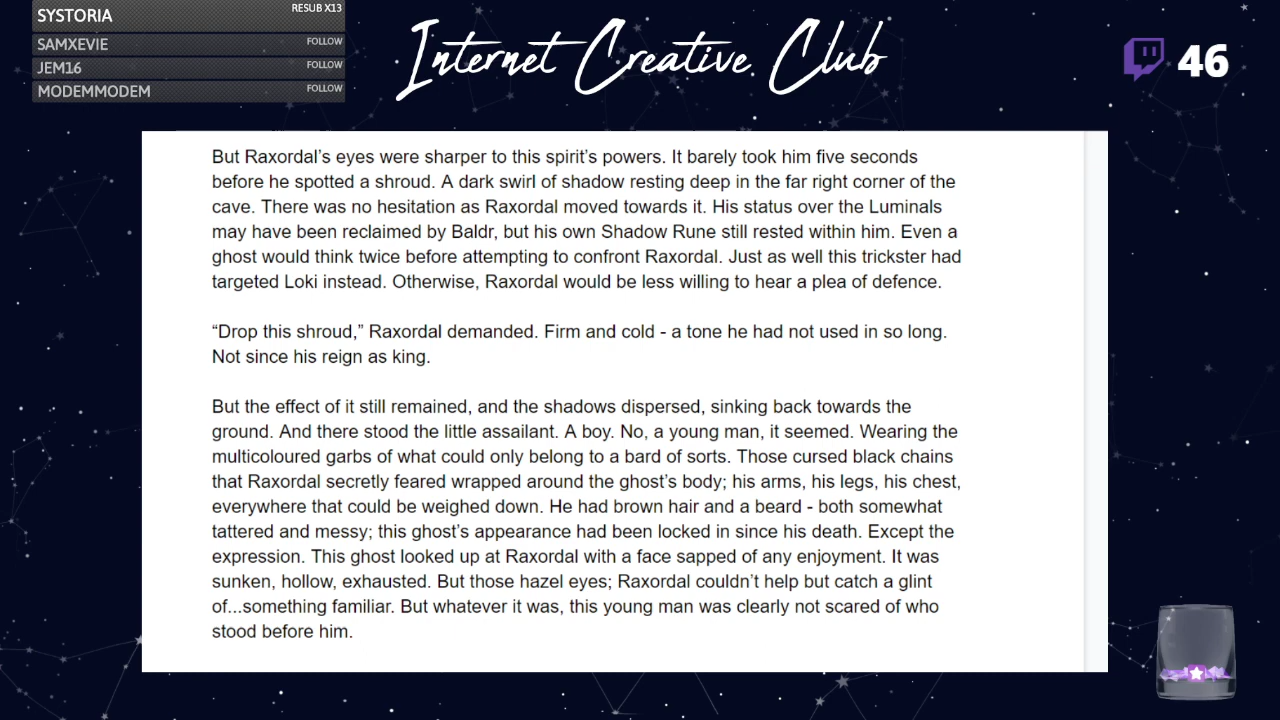 SYSTORIA RESUB X13
SAMXEVIE FOLLOW
JEM16 FOLLOW
MODEMMODEM FOLLOW
Internet Creative Club
46
But Raxordal’s eyes were sharper to this spirit’s powers. It barely took him five seconds
before he spotted a shroud. A dark swirl of shadow resting deep in the far right corner of the
cave. There was no hesitation as Raxordal moved towards it. His status over the Luminals
may have been reclaimed by Baldr, but his own Shadow Rune still rested within him. Even a
ghost would think twice before attempting to confront Raxordal. Just as well this trickster had
targeted Loki instead. Otherwise, Raxordal would be less willing to hear a plea of defence.
“Drop this shroud,” Raxordal demanded. Firm and cold - a tone he had not used in so long.
Not since his reign as king.
But the effect of it still remained, and the shadows dispersed, sinking back towards the
ground. And there stood the little assailant. A boy. No, a young man, it seemed. Wearing the
multicoloured garbs of what could only belong to a bard of sorts. Those cursed black chains
that Raxordal secretly feared wrapped around the ghost’s body; his arms, his legs, his chest,
everywhere that could be weighed down. He had brown hair and a beard - both somewhat
tattered and messy; this ghost’s appearance had been locked in since his death. Except the
expression. This ghost looked up at Raxordal with a face sapped of any enjoyment. It was
sunken, hollow, exhausted. But those hazel eyes; Raxordal couldn’t help but catch a glint
of...something familiar. But whatever it was, this young man was clearly not scared of who
stood before him.